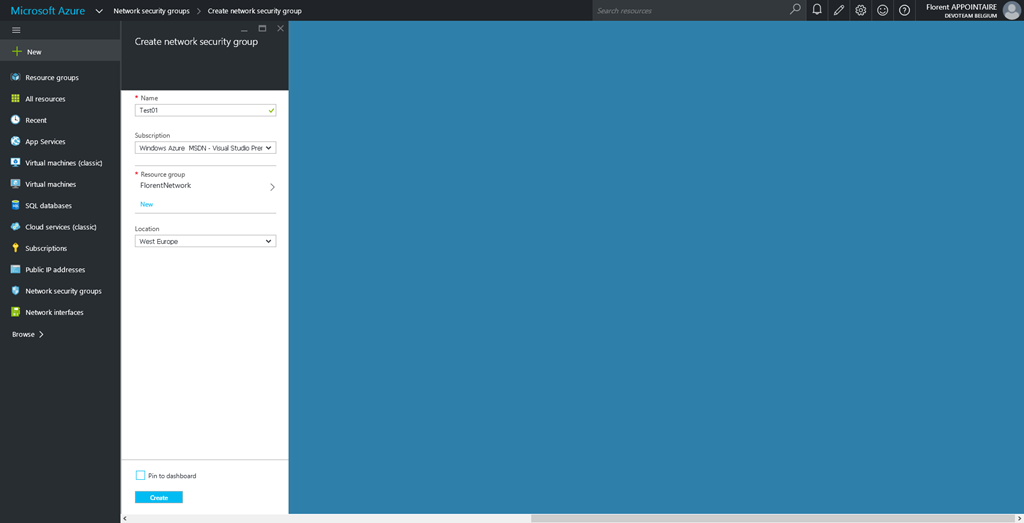 Microsoft Azure
Network security groups > Create network security group
Search resources
Florent APPOINTAIRE
DEVOTEAM BELGIUM
New
Resource groups
All resources
Recent
App Services
Virtual machines (classic)
Virtual machines
SQL databases
Cloud services (classic)
Subscriptions
Public IP addresses
Network security groups
Network interfaces
Browse >
Create network security group
* Name
Test01
Subscription
Windows Azure MSDN - Visual Studio Prer
* Resource group
FlorentNetwork
New
Location
West Europe
Pin to dashboard
Create